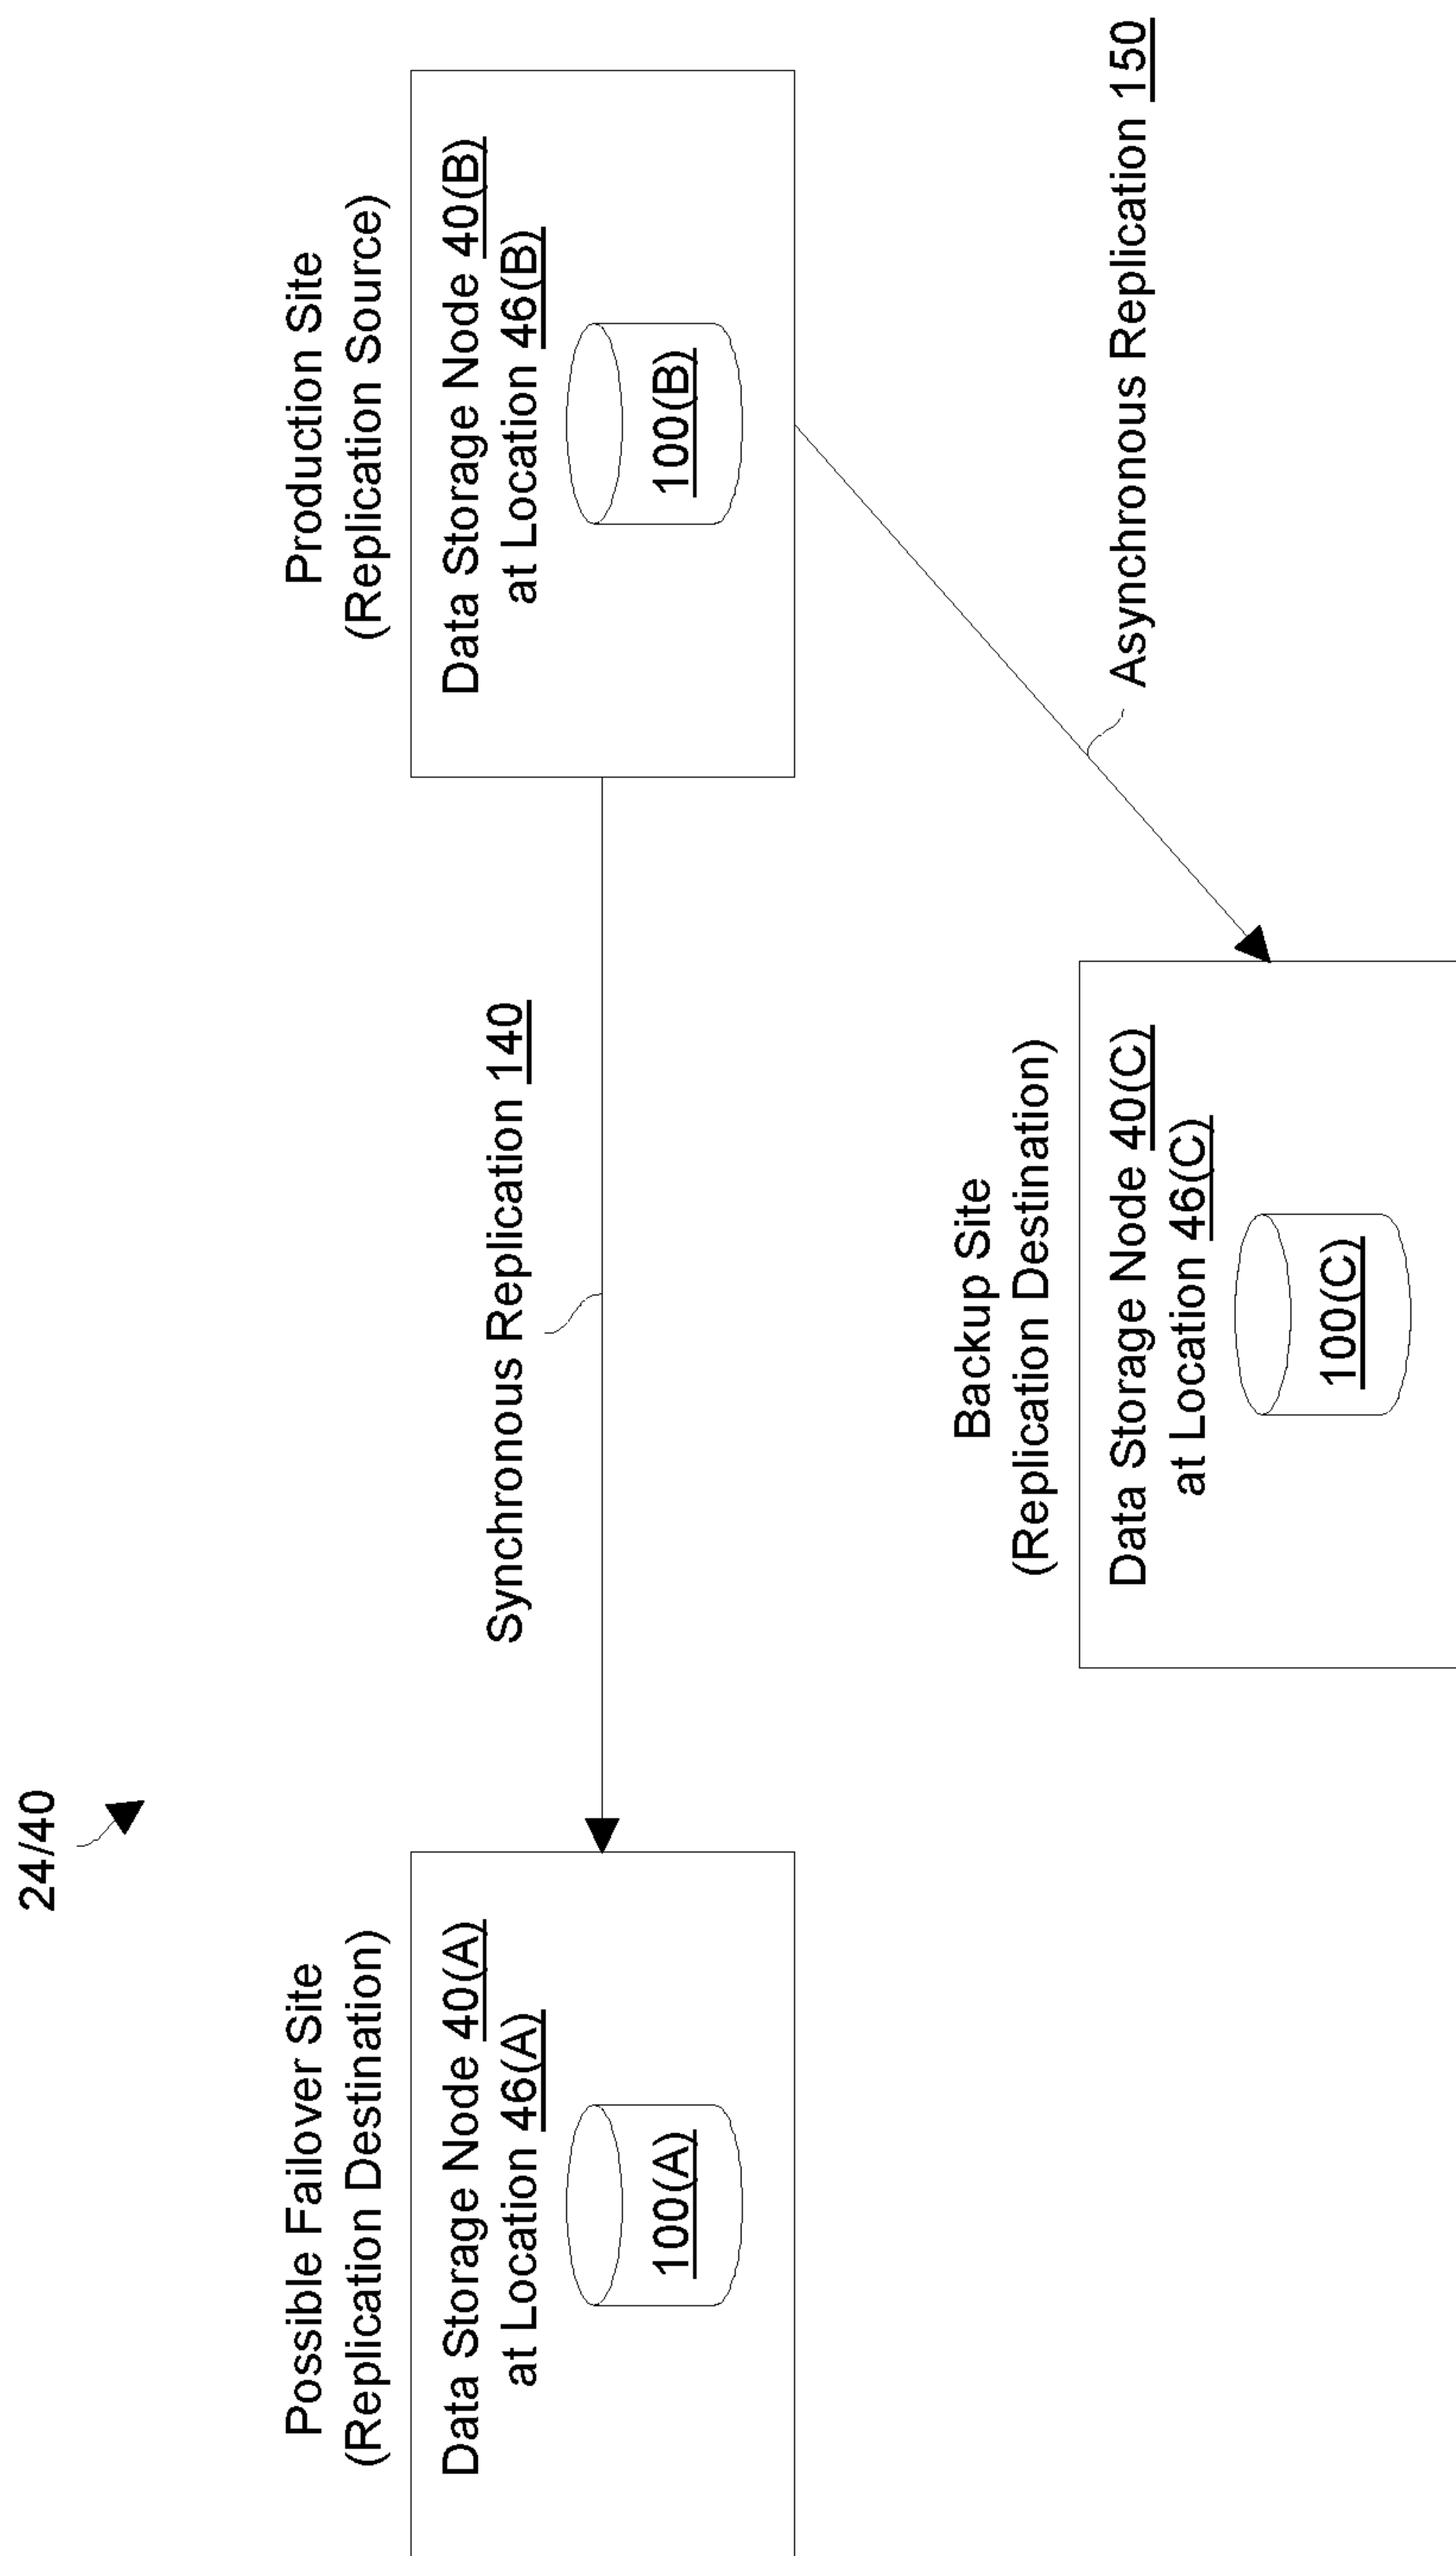 24/40
Possible Failover Site
(Replication Destination)
Data Storage Node 40(A)
at Location 46(A)
100(A)
Synchronous Replication 140
Production Site
(Replication Source)
Data Storage Node 40(B)
at Location 46(B)
100(B)
Backup Site
(Replication Destination)
Data Storage Node 40(C)
at Location 46(C)
100(C)
Asynchronous Replication 150